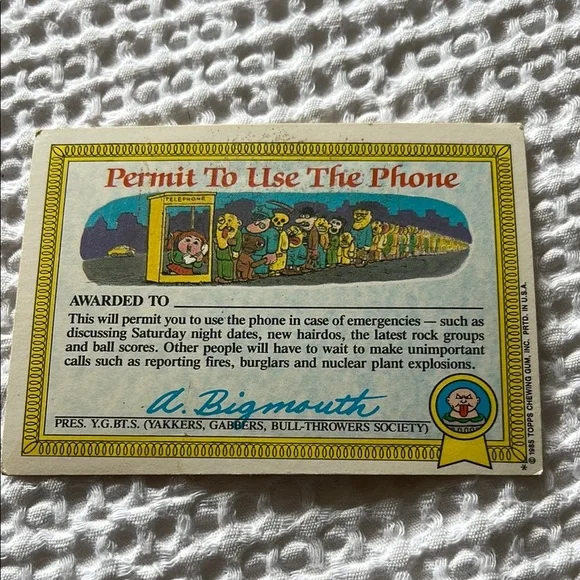 Permit To Use The Phone
TELEPHONE
AWARDED TO
This will permit you to use the phone in case of emergencies — such as
discussing Saturday night dates, new hairdos, the latest rock groups
and ball scores. Other people will have to wait to make unimportant
calls such as reporting fires, burglars and nuclear plant explosions.
A. Bigmouth
PRES. Y.G.B.T.S. (YAKKERS, GABBERS, BULL-THROWERS SOCIETY)
* © 1985 TOPPS CHEWING GUM, INC. PRTD. IN U.S.A.